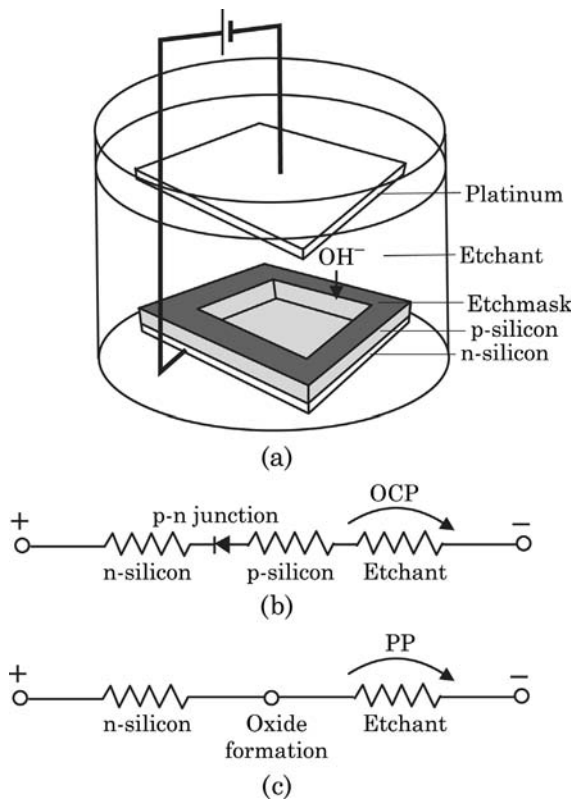 Platinum
OH⁻
Etchant
Etchmask
p-silicon
n-silicon
(a)
OCP
+ p-n junction −
n-silicon p-silicon Etchant
(b)
PP
+ −
n-silicon Oxide formation Etchant
(c)